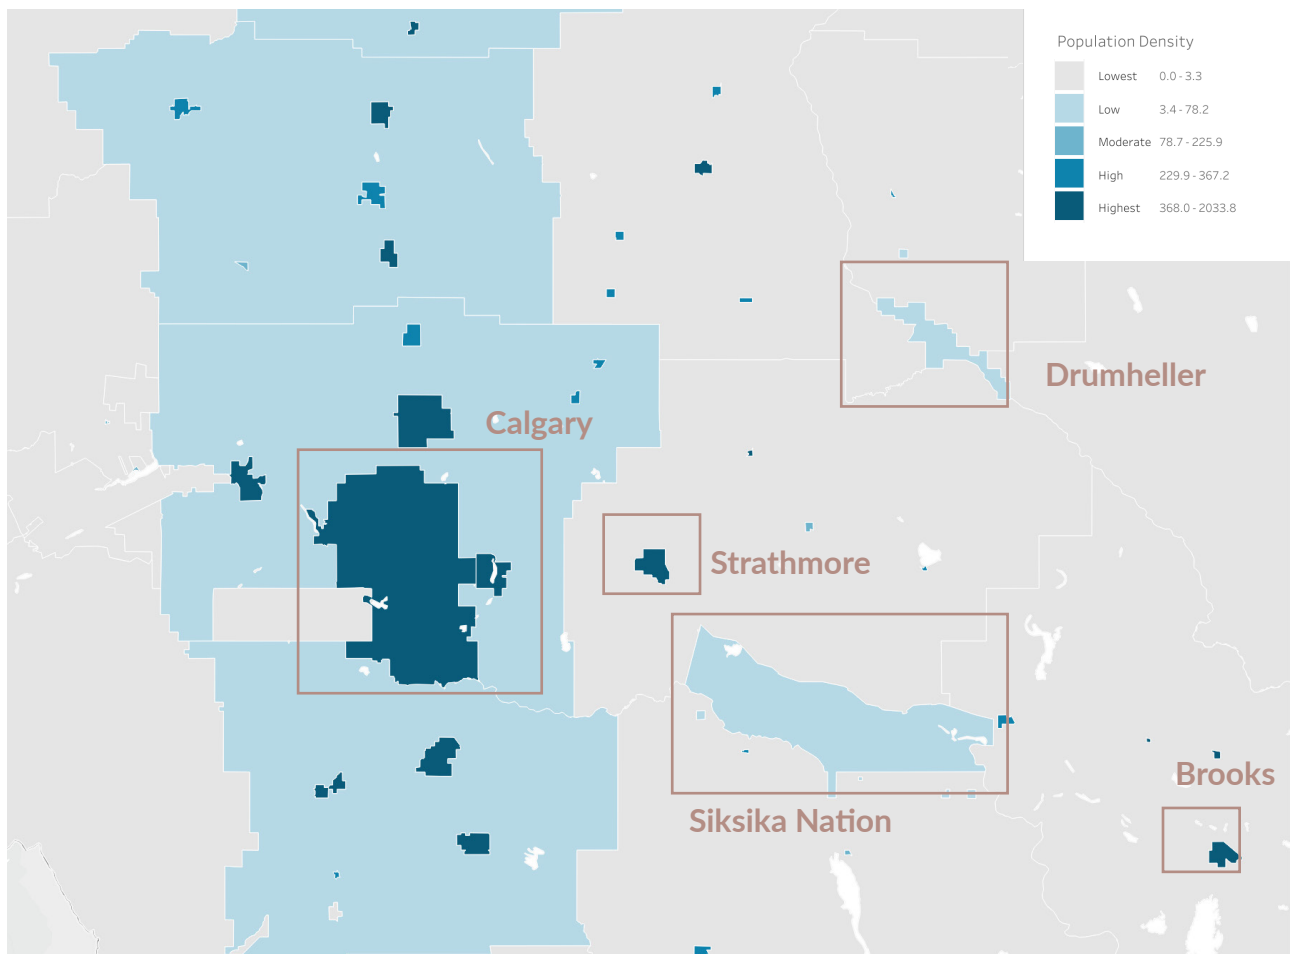 Population Density
Lowest 0.0 - 3.3
Low 3.4 - 78.2
Moderate 78.7 - 225.9
High 229.9 - 367.2
Highest 368.0 - 2033.8
Drumheller
Calgary
Strathmore
Brooks
Siksika Nation